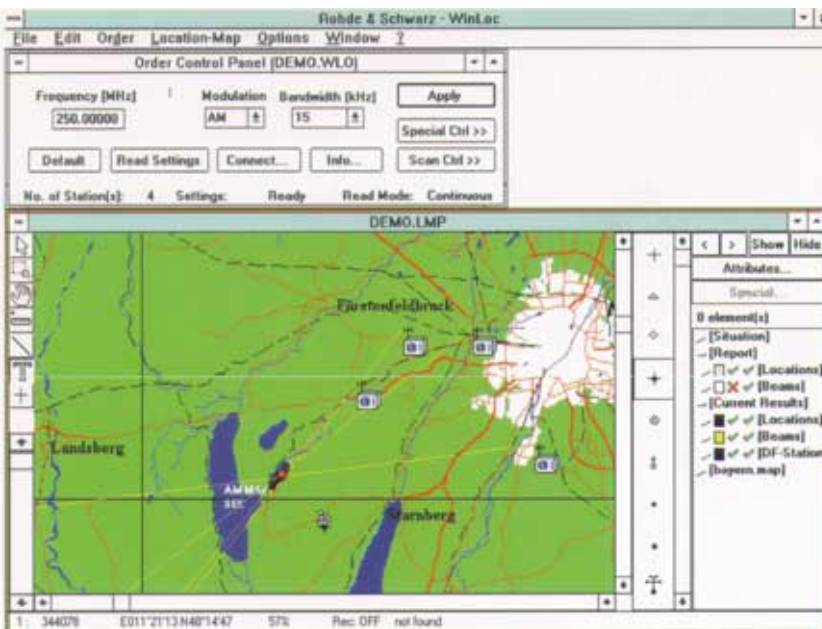 Rohde & Schwarz - WinLoc
File Edit Order Location-Map Options Window ?
Order Control Panel (DEMO.WLO)
Frequency [MHz] Modulation Bandwidth [kHz] Apply
250.00000 AM 15
Special Ctrl >>
Default Read Settings Connect... Info... Scan Ctrl >>
No. of Station(s): 4 Settings: Ready Read Mode: Continuous
DEMO.LMP
< > Show Hide
Attributes...
Special...
0 element(s)
[Situation]
[Report]
[Locations]
[Beams]
[Current Results]
[Locations]
[Beams]
[DF-Station
[bayern.map]
Fürstenfeldbruck
Landsberg
Starnberg
1: 344078 E011°21'13.N48°14'47 57% Rec: OFF not found